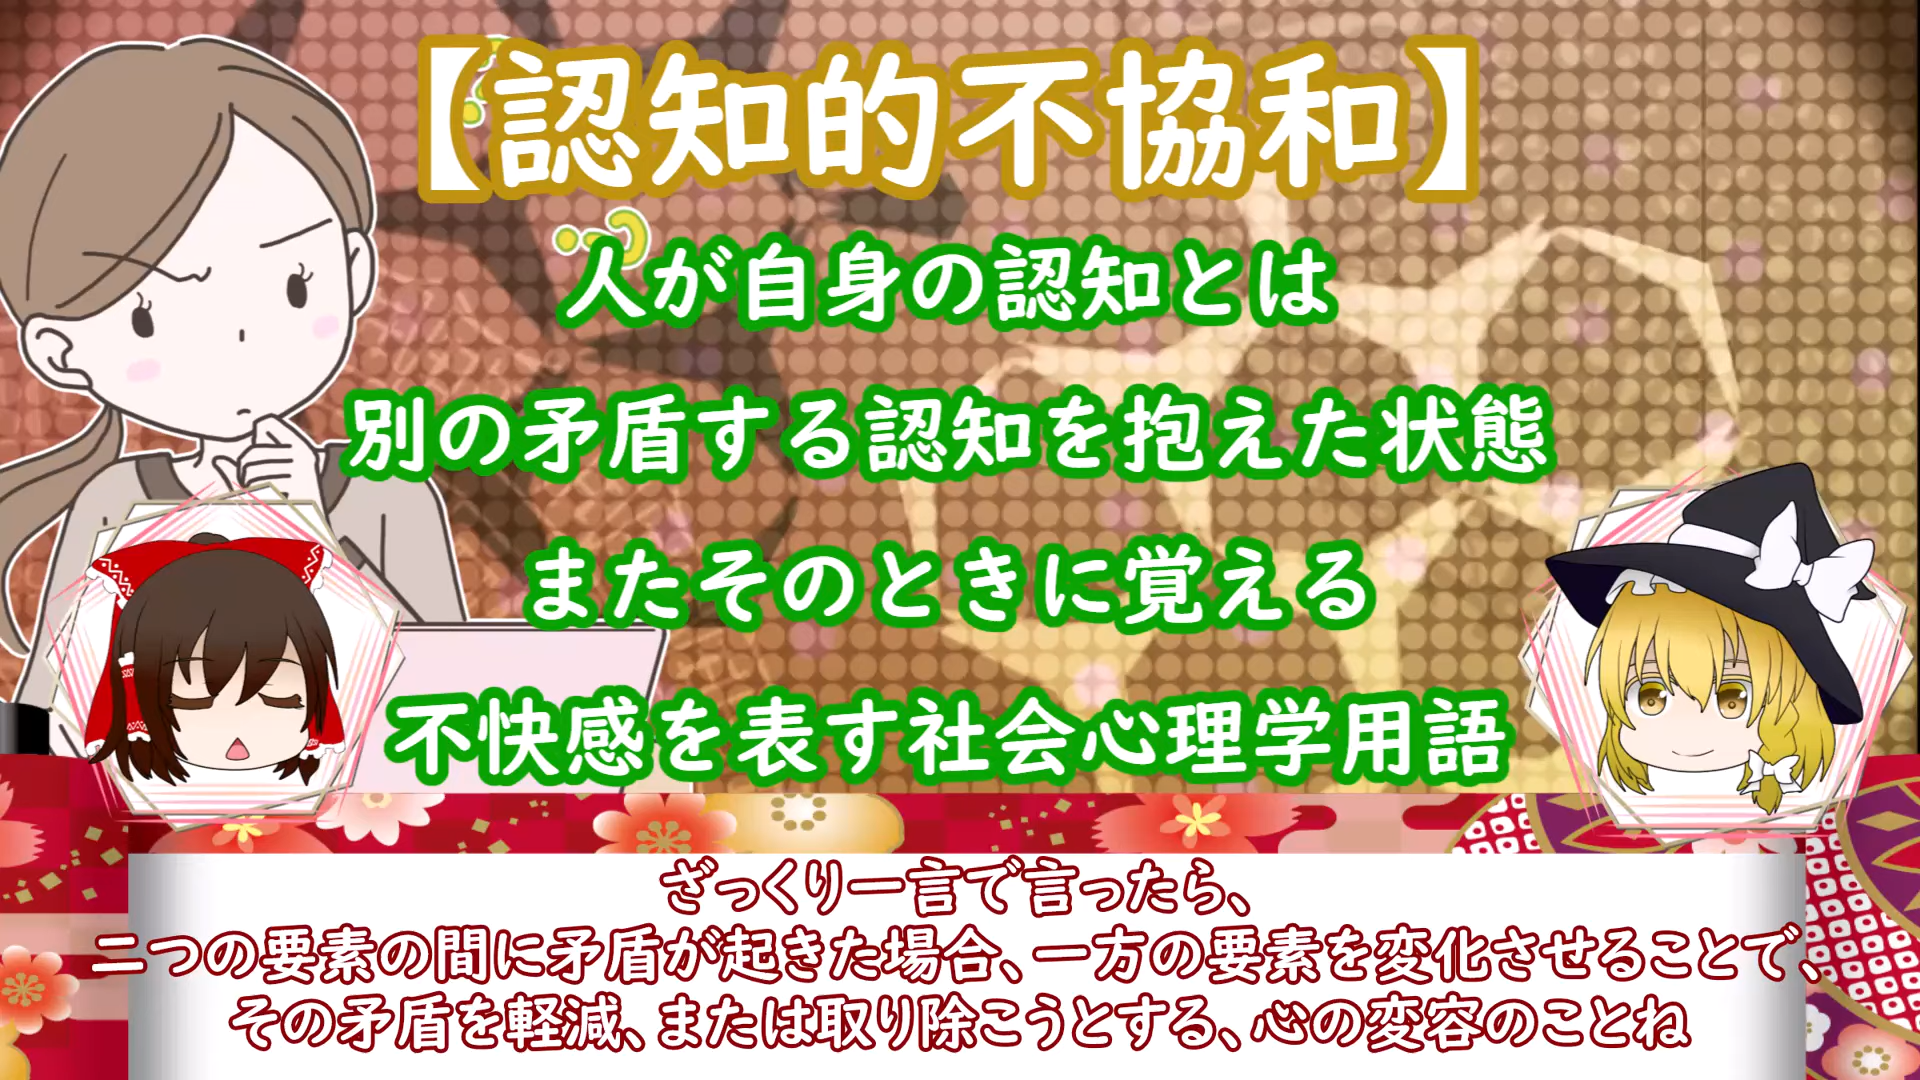 【認知的不協和】
人が自身の認知とは
別の矛盾する認知を抱えた状態
またそのときに覚える
不快感を表す社会心理学用語
ざっくり一言で言ったら、
二つの要素の間に矛盾が起きた場合、一方の要素を変化させることで、
その矛盾を軽減、または取り除こうとする、心の変容のことね